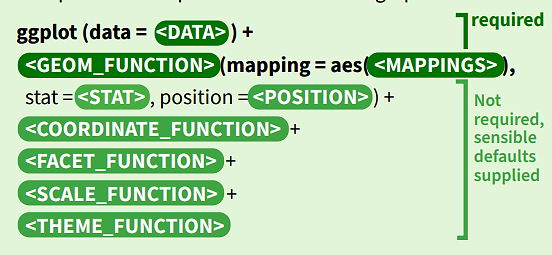 ggplot (data = <DATA>) +
<GEOM_FUNCTION>(mapping = aes(<MAPPINGS>),
stat = <STAT>, position = <POSITION>) +
<COORDINATE_FUNCTION> +
<FACET_FUNCTION> +
<SCALE_FUNCTION> +
<THEME_FUNCTION>
required
Not
required,
sensible
defaults
supplied